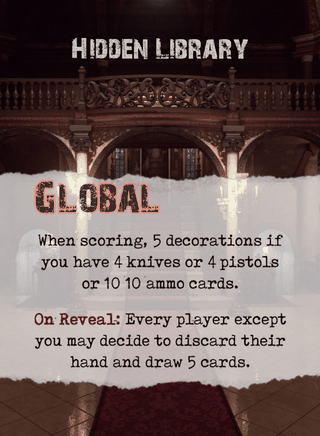 Hidden Library
Global
When scoring, 5 decorations if
you have 4 knives or 4 pistols
or 10 10 ammo cards.
On Reveal: Every player except
you may decide to discard their
hand and draw 5 cards.